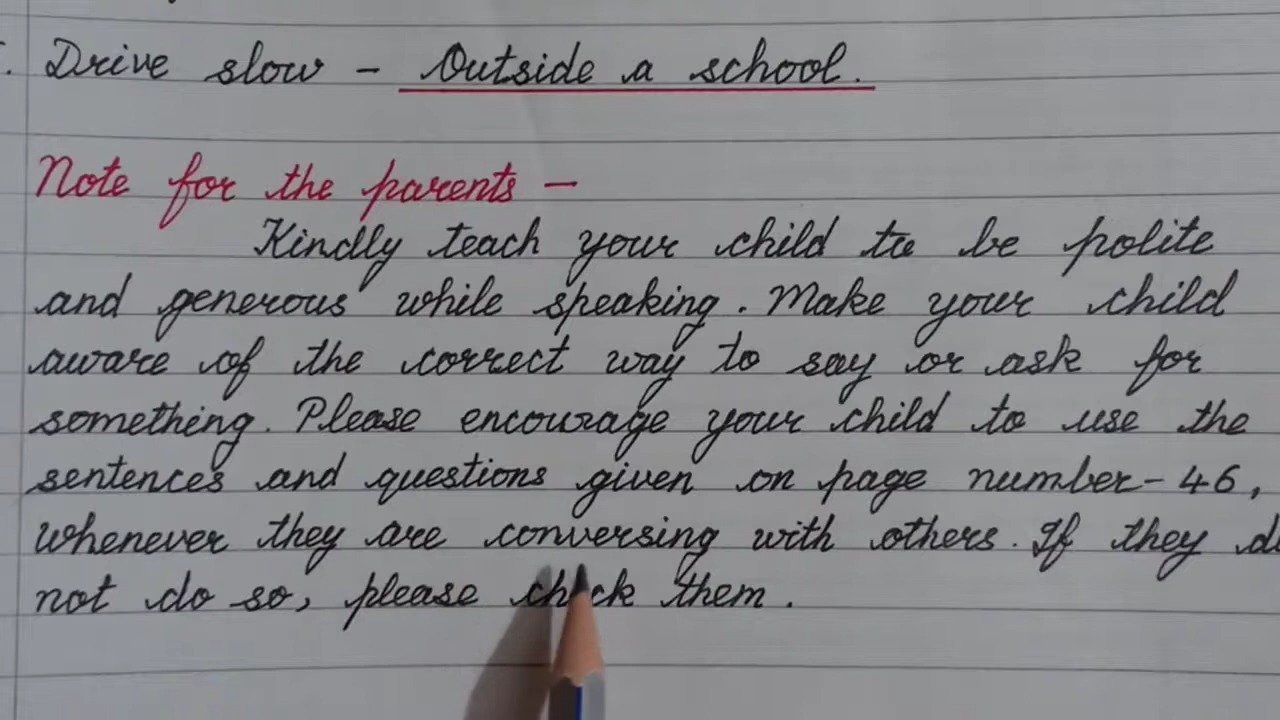 Drive slow - Outside a school.
Note for the parents -
Kindly teach your child to be polite
and generous while speaking. Make your child
aware of the correct way to say or ask for
something. Please encourage your child to use the
sentences and questions given on page number-46,
whenever they are conversing with others. If they
not do so, please check them.